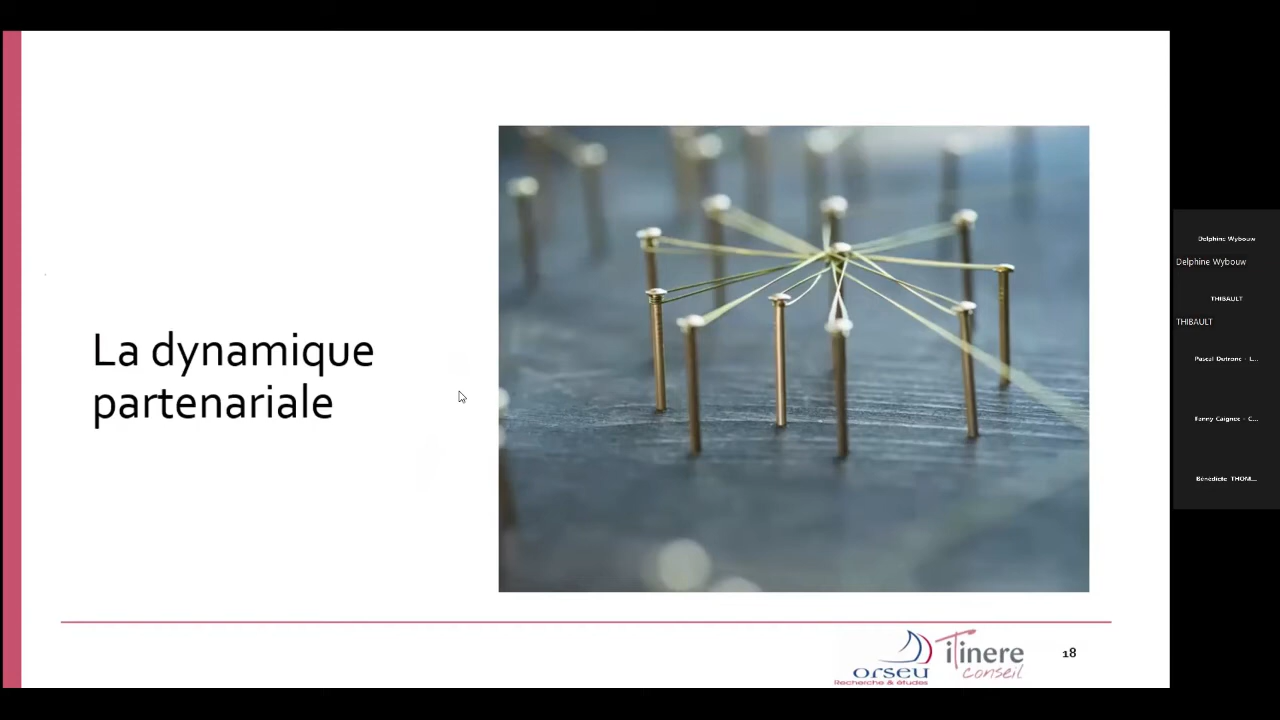 La dynamique
partenariale
orseu
Recherche & études
iTinere
conseil
18
Delphine Wybouw
Delphine Wybouw
THIBAULT
THIBAULT
Pascal Dutronc - L...
Fanny Caignec - C...
Bénédicte THOM...